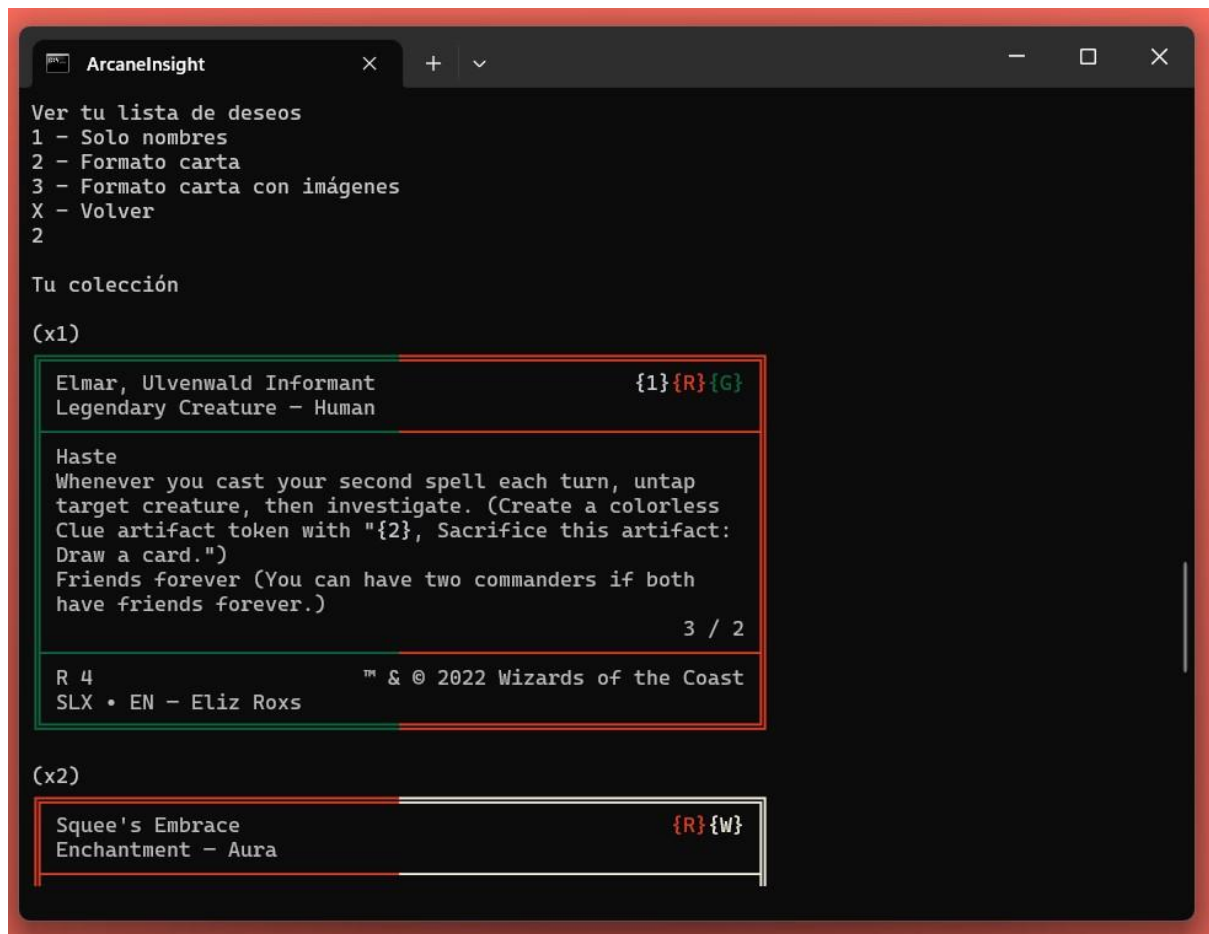 ArcaneInsight
Ver tu lista de deseos
1 – Solo nombres
2 – Formato carta
3 – Formato carta con imágenes
X – Volver
2
Tu colección
(x1)
Elmar, Ulvenwald Informant {1}{R}{G}
Legendary Creature — Human
Haste
Whenever you cast your second spell each turn, untap
target creature, then investigate. (Create a colorless
Clue artifact token with "{2}, Sacrifice this artifact:
Draw a card.")
Friends forever (You can have two commanders if both
have friends forever.)
3 / 2
R 4 ™ & © 2022 Wizards of the Coast
SLX • EN — Eliz Roxs
(x2)
Squee's Embrace {R}{W}
Enchantment — Aura